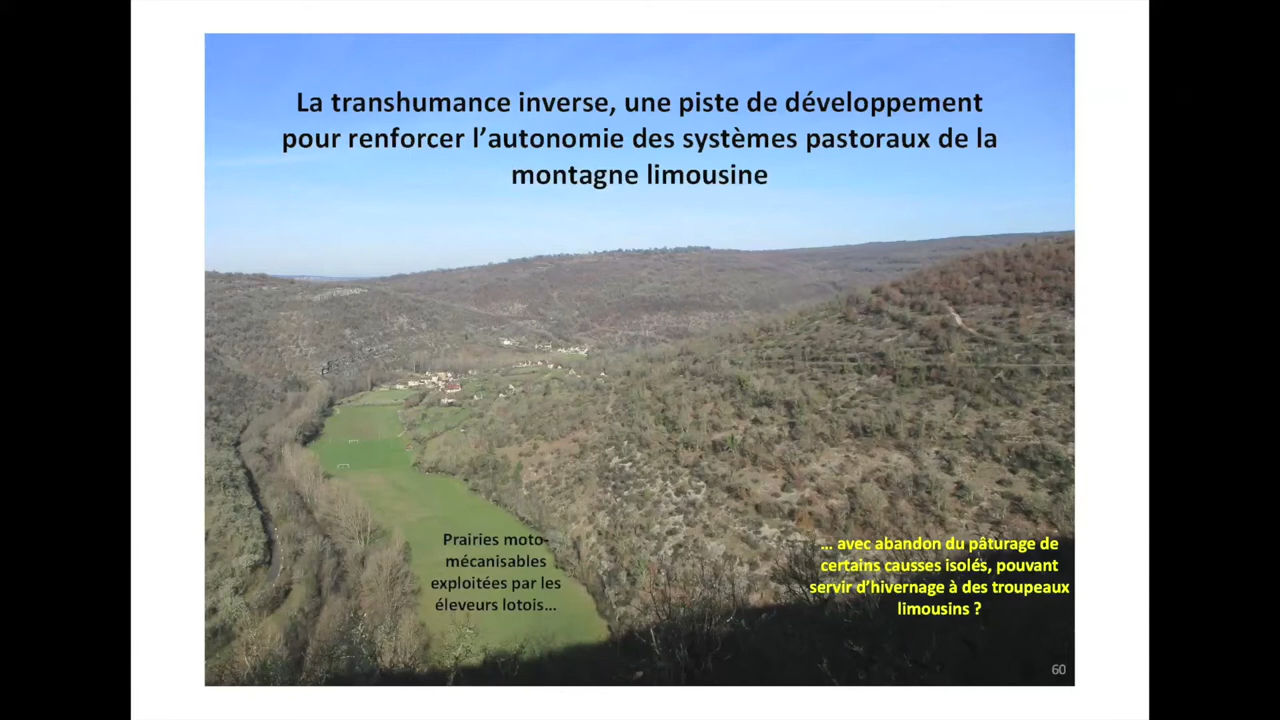 La transhumance inverse, une piste de développement
pour renforcer l’autonomie des systèmes pastoraux de la
montagne limousine
Prairies moto-
mécanisables
exploitées par les
éleveurs lotois…
… avec abandon du pâturage de
certains causses isolés, pouvant
servir d’hivernage à des troupeaux
limousins ?
60